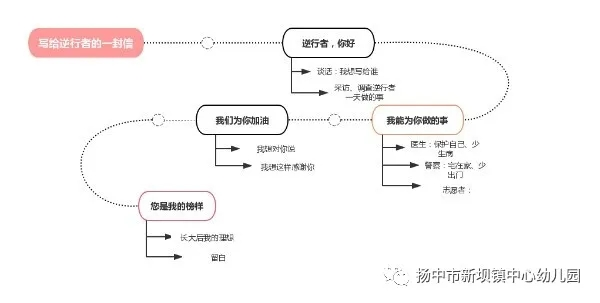 写给逆行者的一封信
逆行者，你好
谈话：我想写给谁
采访、调查逆行者
一天做的事
我们为你加油
我想对你说
我想这样感谢你
我能为你做的事
医生：保护自己、少
生病
警察：宅在家、少
出门
志愿者：
您是我的榜样
长大后我的理想
留白
扬中市新坝镇中心幼儿园